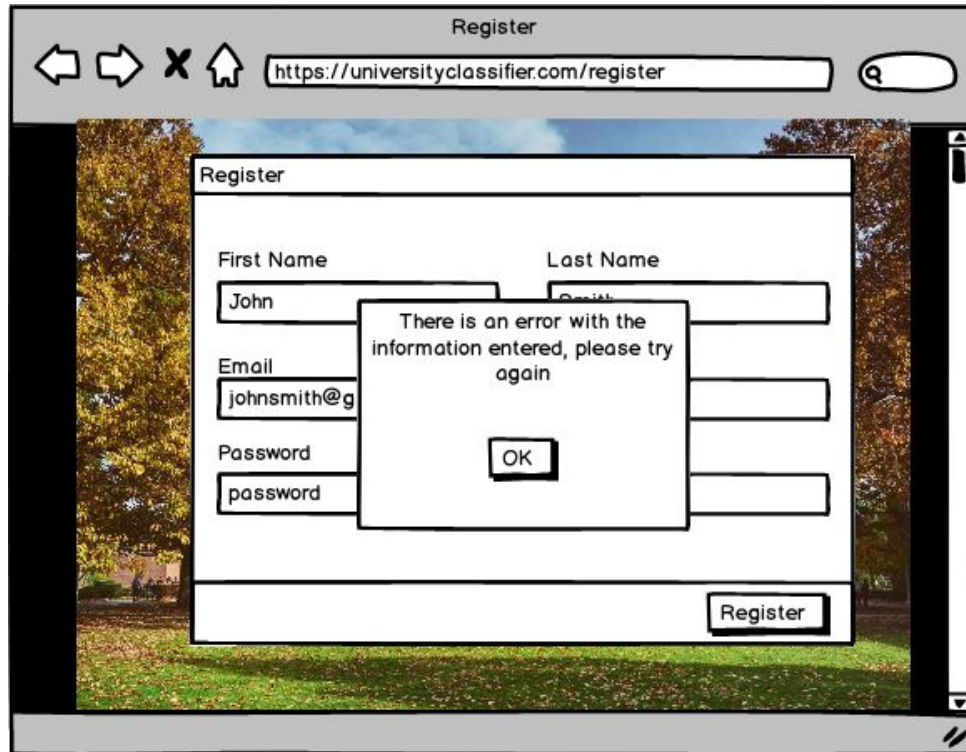 Register
https://universityclassifier.com/register
Register
First Name
Last Name
John
There is an error with the
information entered, please try
again
Email
johnsmith@g
OK
Password
password
Register